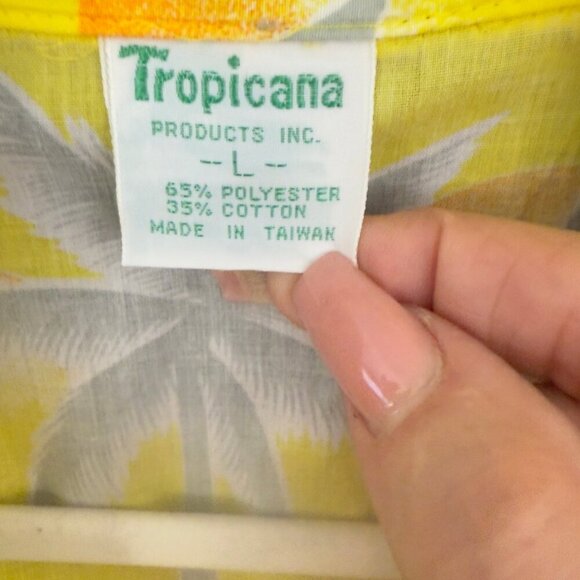 Tropicana
PRODUCTS INC.
-- L --
65% POLYESTER
35% COTTON
MADE IN TAIWAN